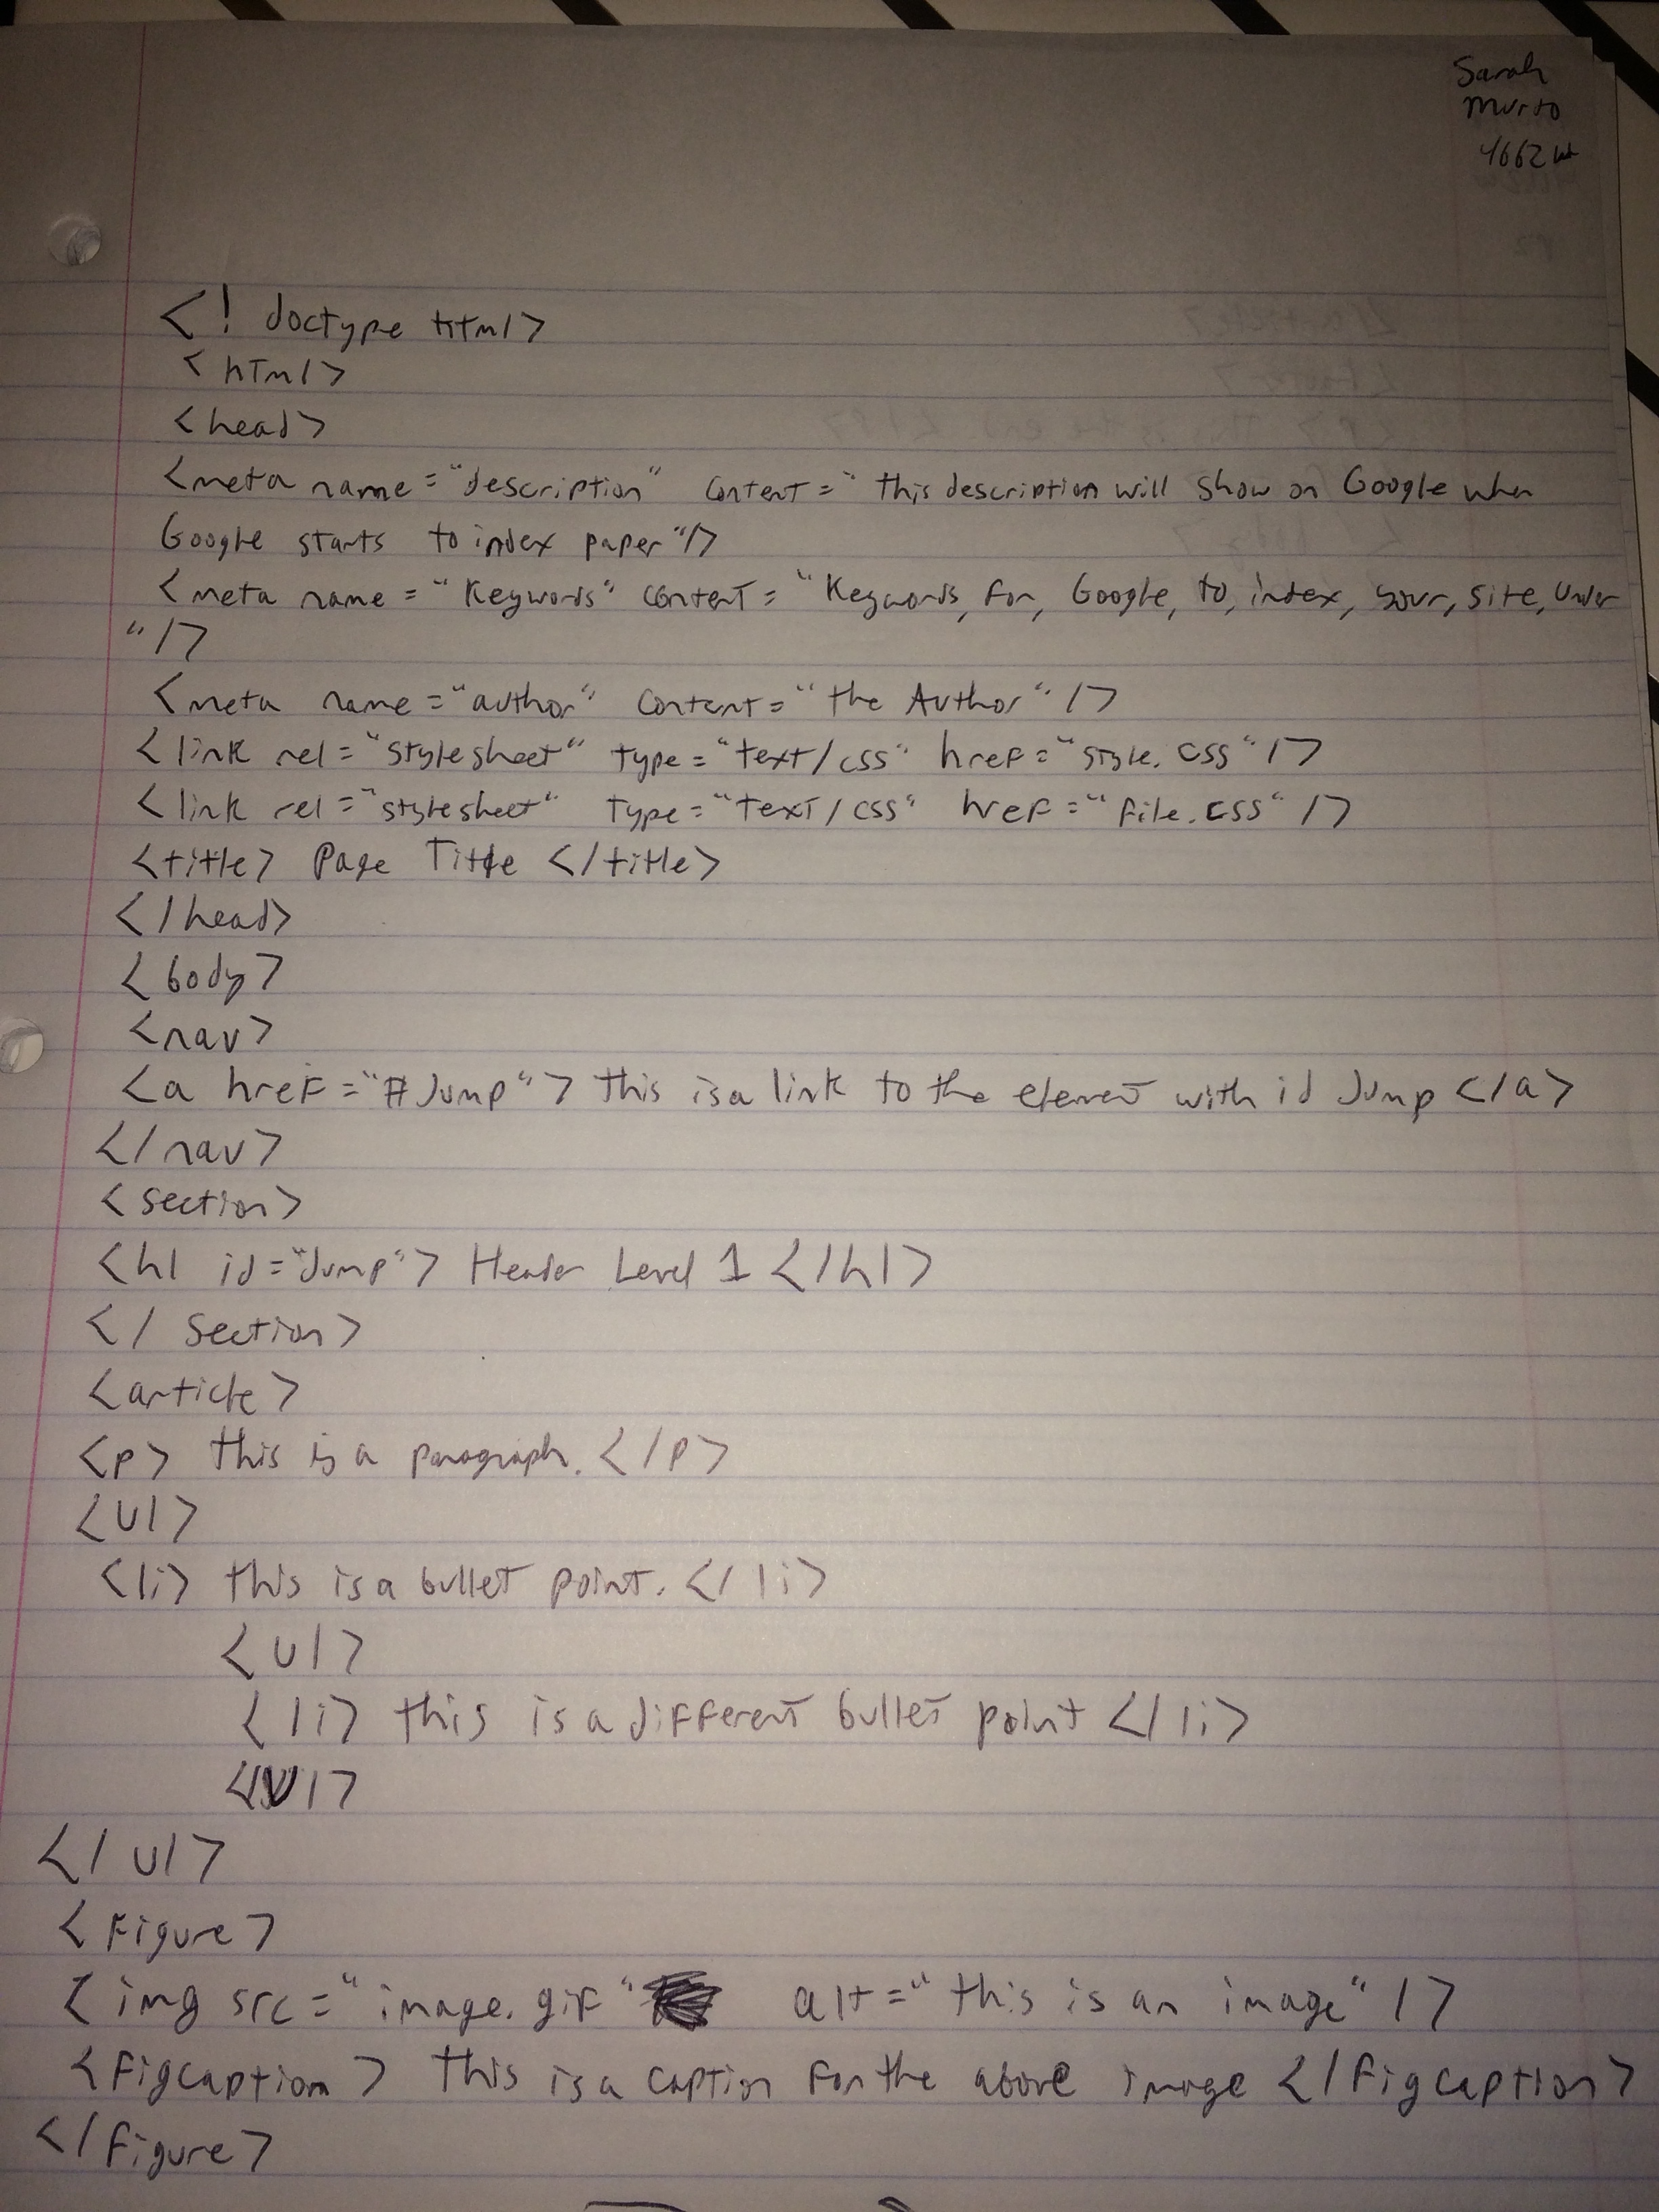 Sarah
Murto
<! doctype html>
<html>
<head>
<meta name="description" content="this description will show on Google when
Google starts to index paper"/>
<meta name="Keywords" content="Keywords, for, Google, to, index, your, site, under
"/>
<meta name="author" content="the Author"/>
<link rel="stylesheet" type="text/css" href="style.css"/>
<link rel="stylesheet" type="text/css" href="file.css"/>
<title> Page Title </title>
</head>
<body>
<nav>
<a href="#Jump"> this is a link to the element with id Jump </a>
</nav>
<section>
<h1 id="Jump"> Header Level 1 </h1>
</section>
<article>
<p> this is a paragraph. </p>
<ul>
<li> this is a bullet point. </li>
<ul>
<li> this is a different bullet point </li>
</ul>
</ul>
<figure>
<img src="image.gif" alt="this is an image"/>
<figcaption> this is a caption for the above image </figcaption>
</figure>